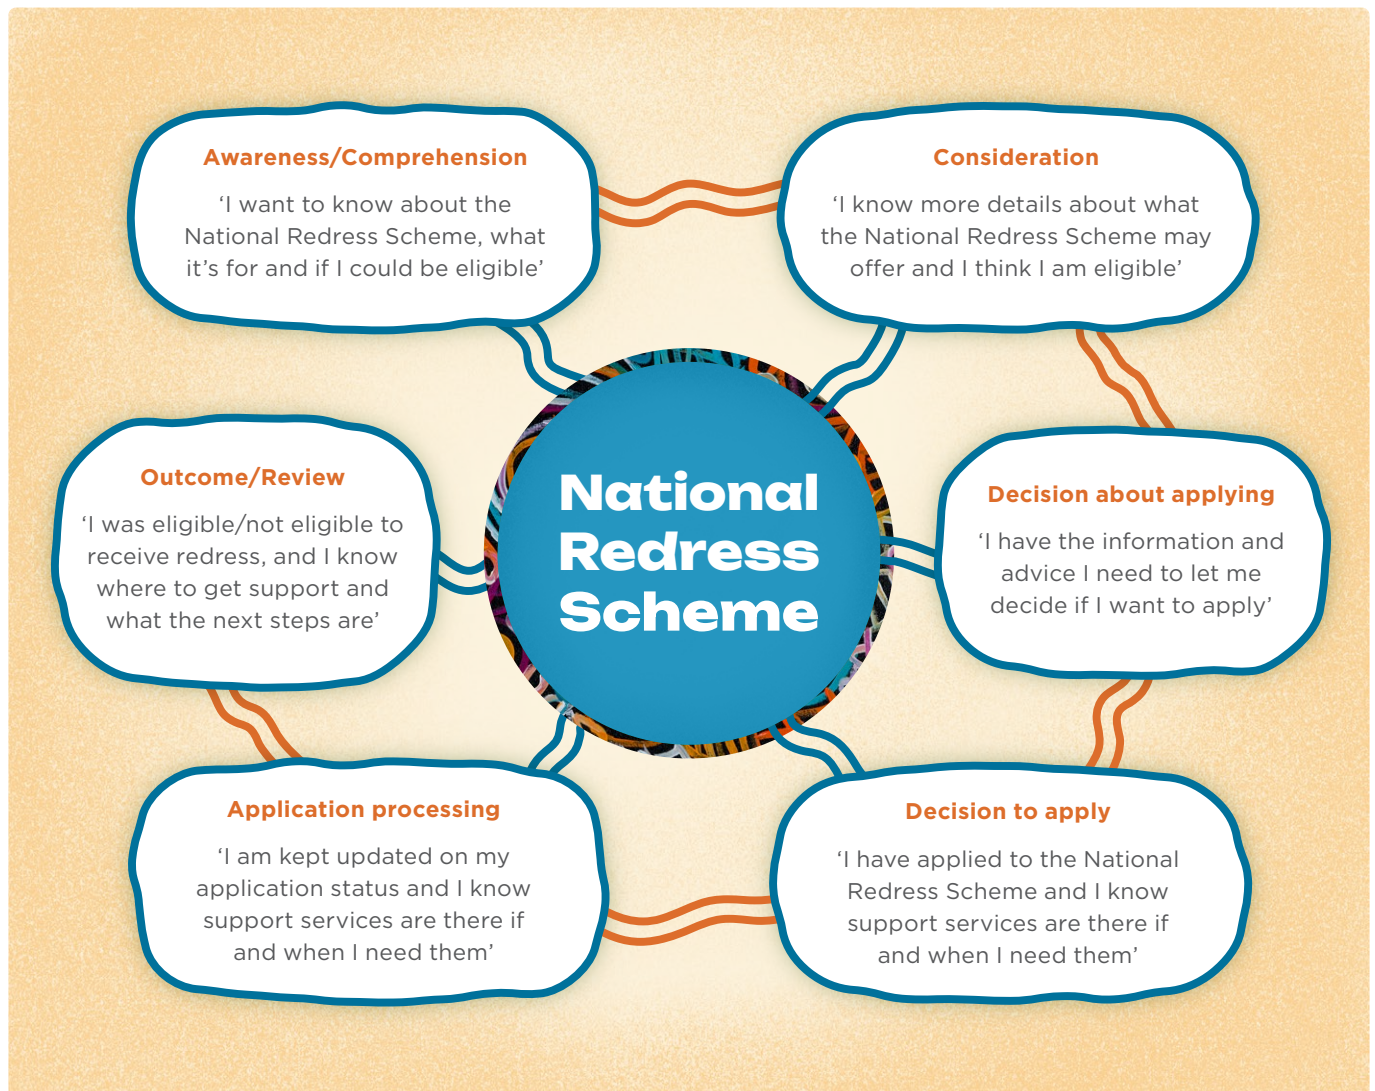 Awareness/Comprehension
‘I want to know about the
National Redress Scheme, what
it’s for and if I could be eligible’
Consideration
‘I know more details about what
the National Redress Scheme may
offer and I think I am eligible’
National
Redress
Scheme
Outcome/Review
‘I was eligible/not eligible to
receive redress, and I know
where to get support and
what the next steps are’
Decision about applying
‘I have the information and
advice I need to let me
decide if I want to apply’
Application processing
‘I am kept updated on my
application status and I know
support services are there if
and when I need them’
Decision to apply
‘I have applied to the National
Redress Scheme and I know
support services are there if
and when I need them’